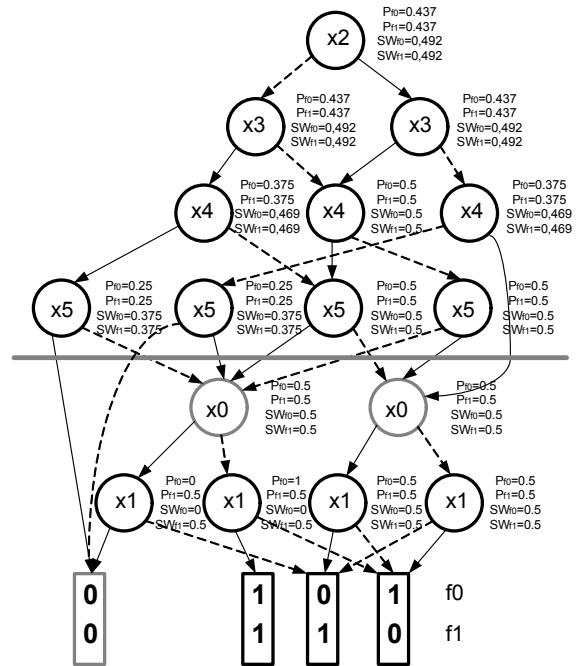 x2
Pf0=0.437
Pf1=0.437
SWf0=0,492
SWf1=0,492
x3
Pf0=0.437
Pf1=0.437
SWf0=0,492
SWf1=0,492
x3
Pf0=0.437
Pf1=0.437
SWf0=0,492
SWf1=0,492
x4
Pf0=0.375
Pf1=0.375
SWf0=0,469
SWf1=0,469
x4
Pf0=0.5
Pf1=0.5
SWf0=0.5
SWf1=0.5
x4
Pf0=0.375
Pf1=0.375
SWf0=0,469
SWf1=0,469
x5
Pf0=0.25
Pf1=0.25
SWf0=0.375
SWf1=0.375
x5
Pf0=0.25
Pf1=0.25
SWf0=0.375
SWf1=0.375
x5
Pf0=0.5
Pf1=0.5
SWf0=0.5
SWf1=0.5
x5
Pf0=0.5
Pf1=0.5
SWf0=0.5
SWf1=0.5
x0
Pf0=0.5
Pf1=0.5
SWf0=0.5
SWf1=0.5
x0
Pf0=0.5
Pf1=0.5
SWf0=0.5
SWf1=0.5
x1
Pf0=0
Pf1=0.5
SWf0=0
SWf1=0.5
x1
Pf0=1
Pf1=0.5
SWf0=0
SWf1=0.5
x1
Pf0=0.5
Pf1=0.5
SWf0=0.5
SWf1=0.5
x1
Pf0=0.5
Pf1=0.5
SWf0=0.5
SWf1=0.5
0 1 0 1 f0
0 1 1 0 f1